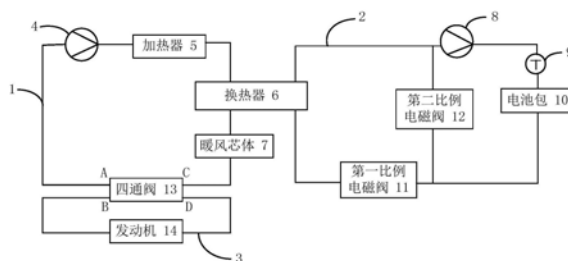 4
2
8
加热器 5
9
T
1
换热器 6
第二比例
电磁阀 12
电池包 10
暖风芯体 7
A
C
四通阀 13
第一比例
电磁阀 11
B
D
发动机 14
3